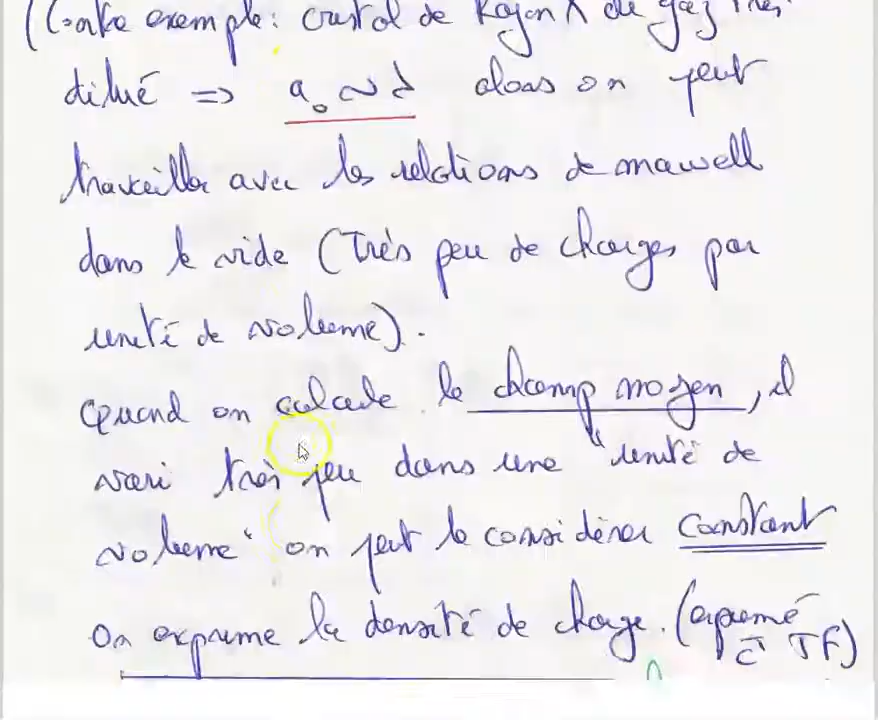 (Contre exemple: cristal de Rayon X de gaz très
dilué => a₀ ~ λ alors on peut
travailler avec les relations de maxwell
dans le vide (Très peu de charges par
unité de volume).
Quand on calcule le champ moyen, il
vari très peu dans une "unité de
volume" on peut le considérer constant
On exprime la densité de charge. (exprimé
TF)